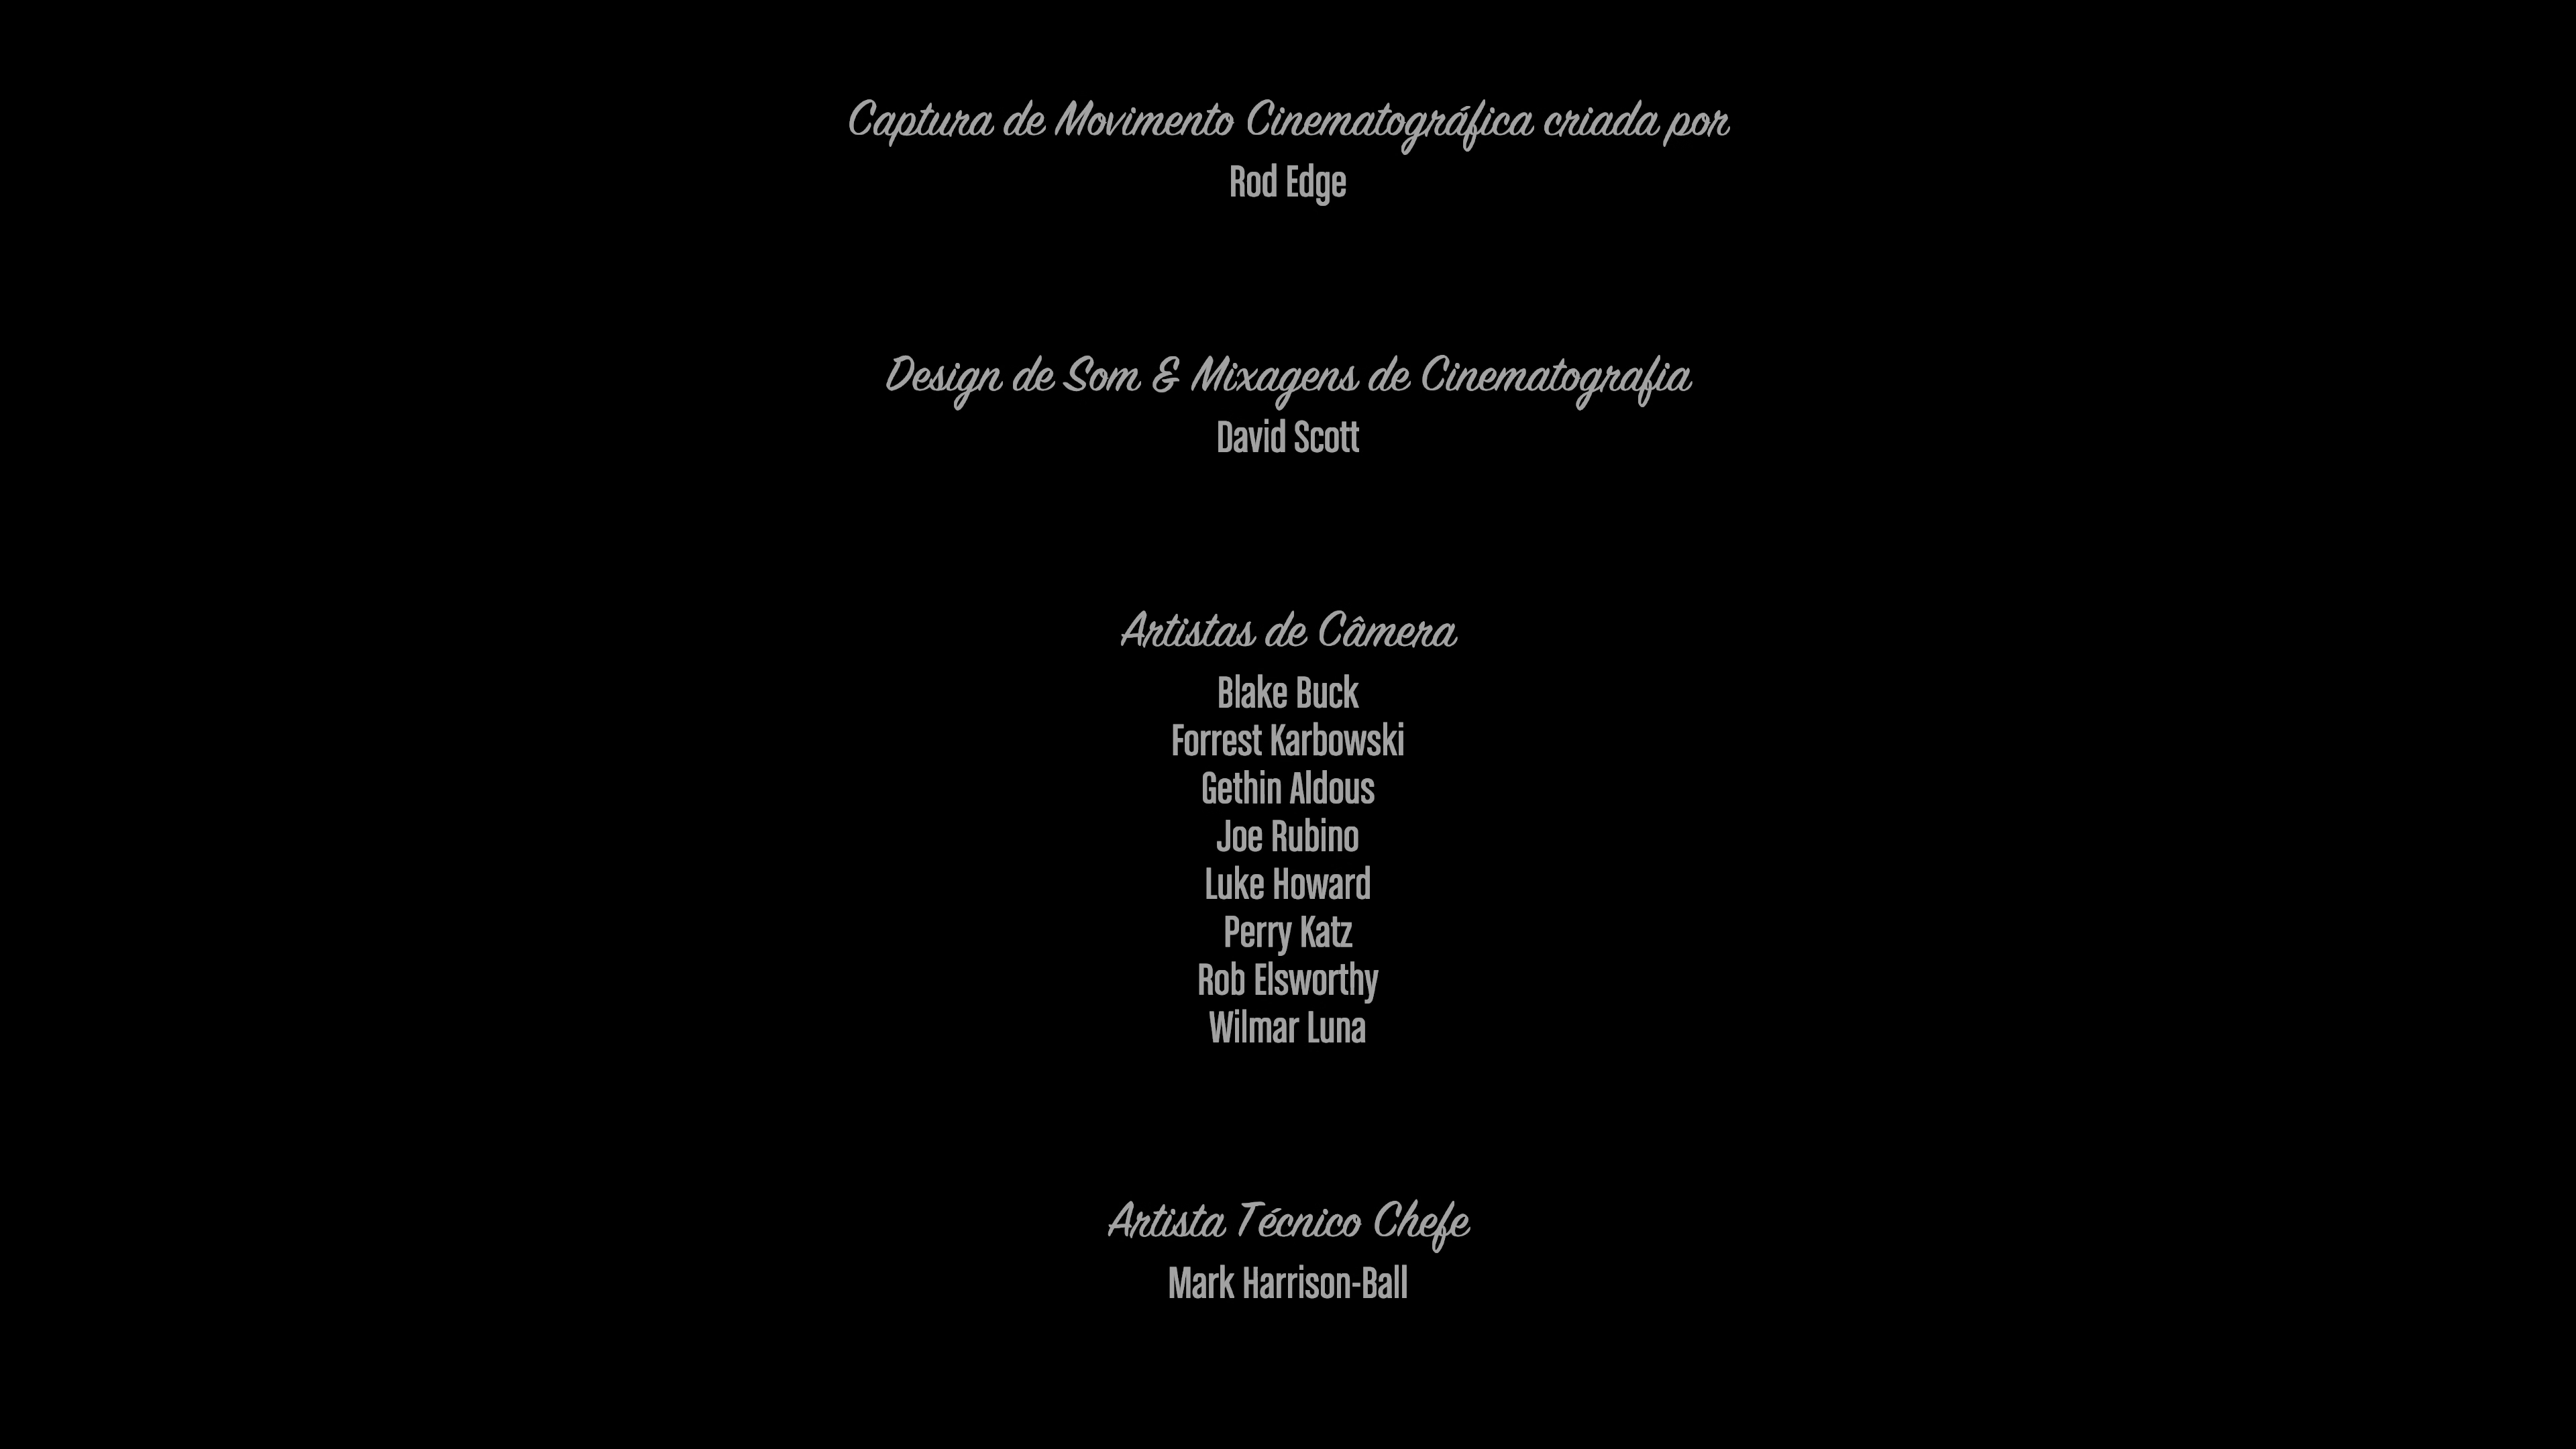 Captura de Movimento Cinematográfica criada por
Rod Edge
Design de Som & Mixagens de Cinematografia
David Scott
Artistas de Câmera
Blake Buck
Forrest Karbowski
Gethin Aldous
Joe Rubino
Luke Howard
Perry Katz
Rob Elsworthy
Wilmar Luna
Artista Técnico Chefe
Mark Harrison-Ball